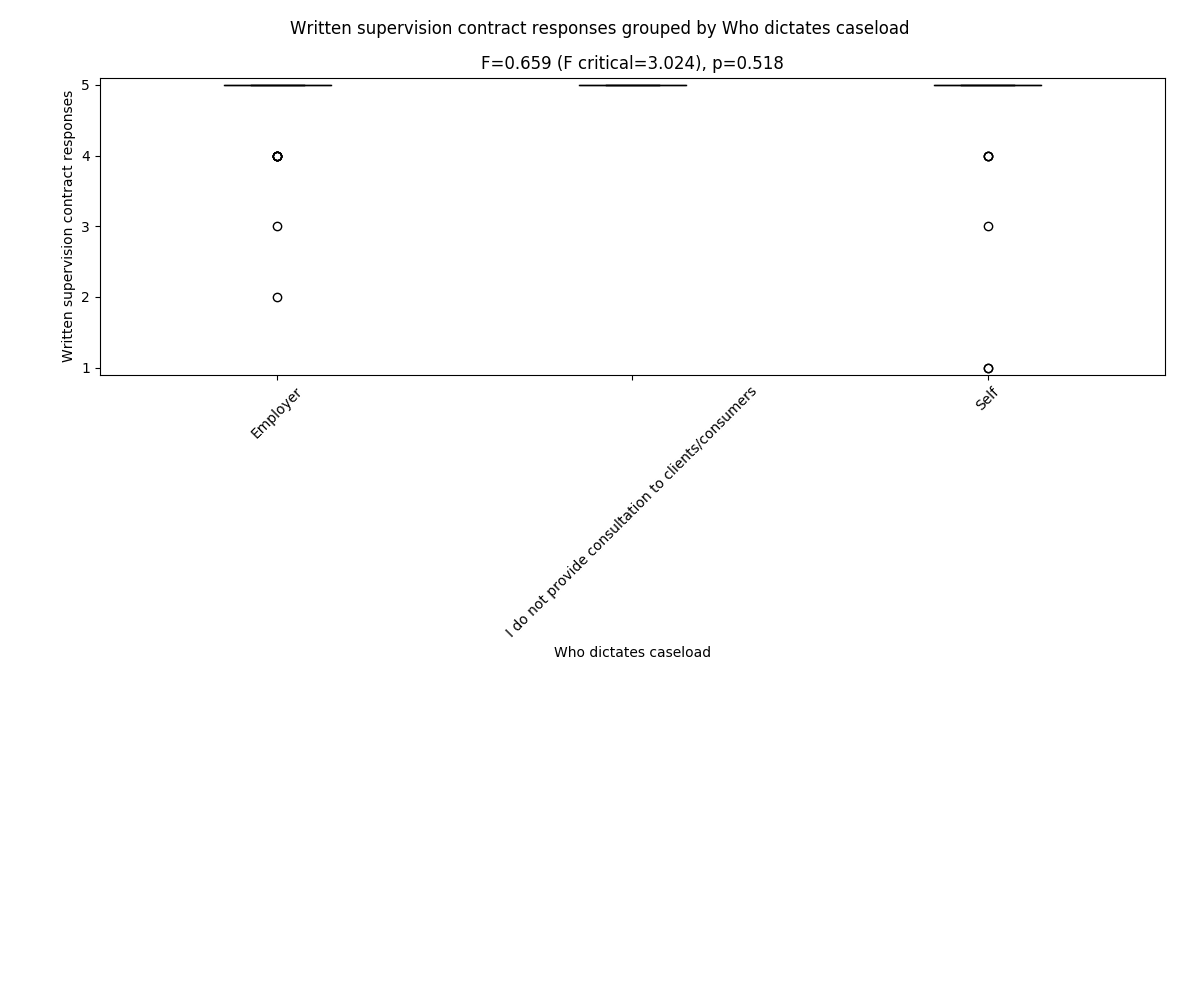 Written supervision contract responses grouped by Who dictates caseload
F=0.659 (F critical=3.024), p=0.518
Written supervision contract responses
5
4
3
2
1
Employer
I do not provide consultation to clients/consumers
Self
Who dictates caseload